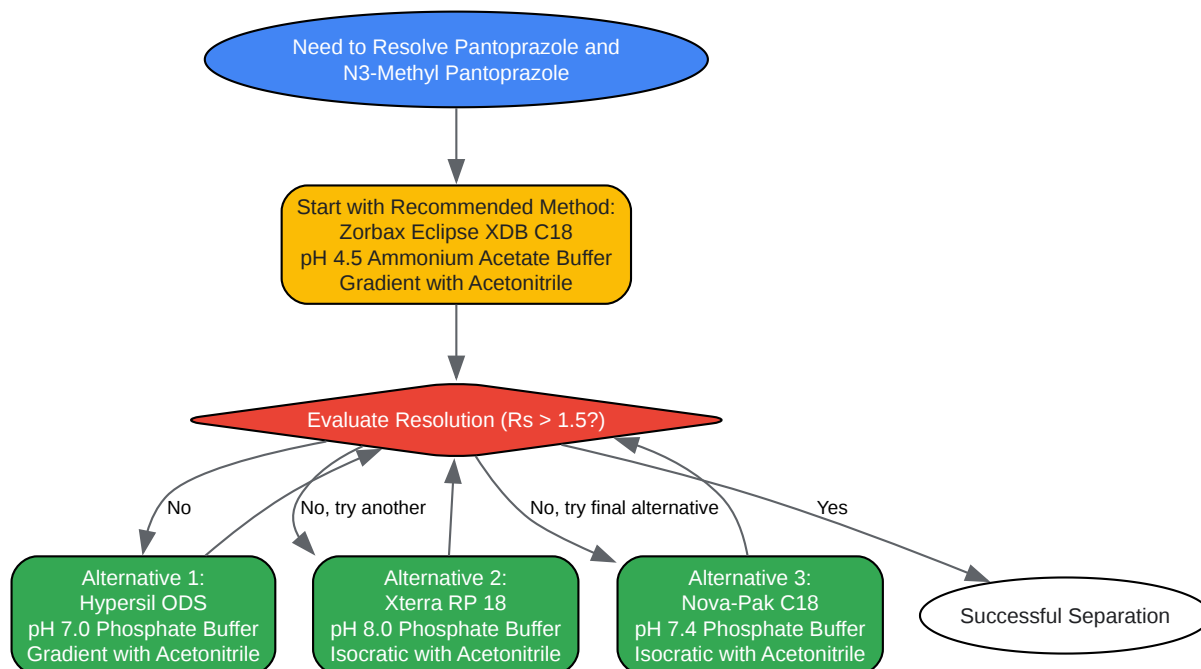 Need to Resolve Pantoprazole and
N3-Methyl Pantoprazole
Start with Recommended Method:
Zorbax Eclipse XDB C18
pH 4.5 Ammonium Acetate Buffer
Gradient with Acetonitrile
Evaluate Resolution (Rs > 1.5?)
No
No, try another
No, try final alternative
Yes
Alternative 1:
Hypersil ODS
pH 7.0 Phosphate Buffer
Gradient with Acetonitrile
Alternative 2:
Xterra RP 18
pH 8.0 Phosphate Buffer
Isocratic with Acetonitrile
Alternative 3:
Nova-Pak C18
pH 7.4 Phosphate Buffer
Isocratic with Acetonitrile
Successful Separation